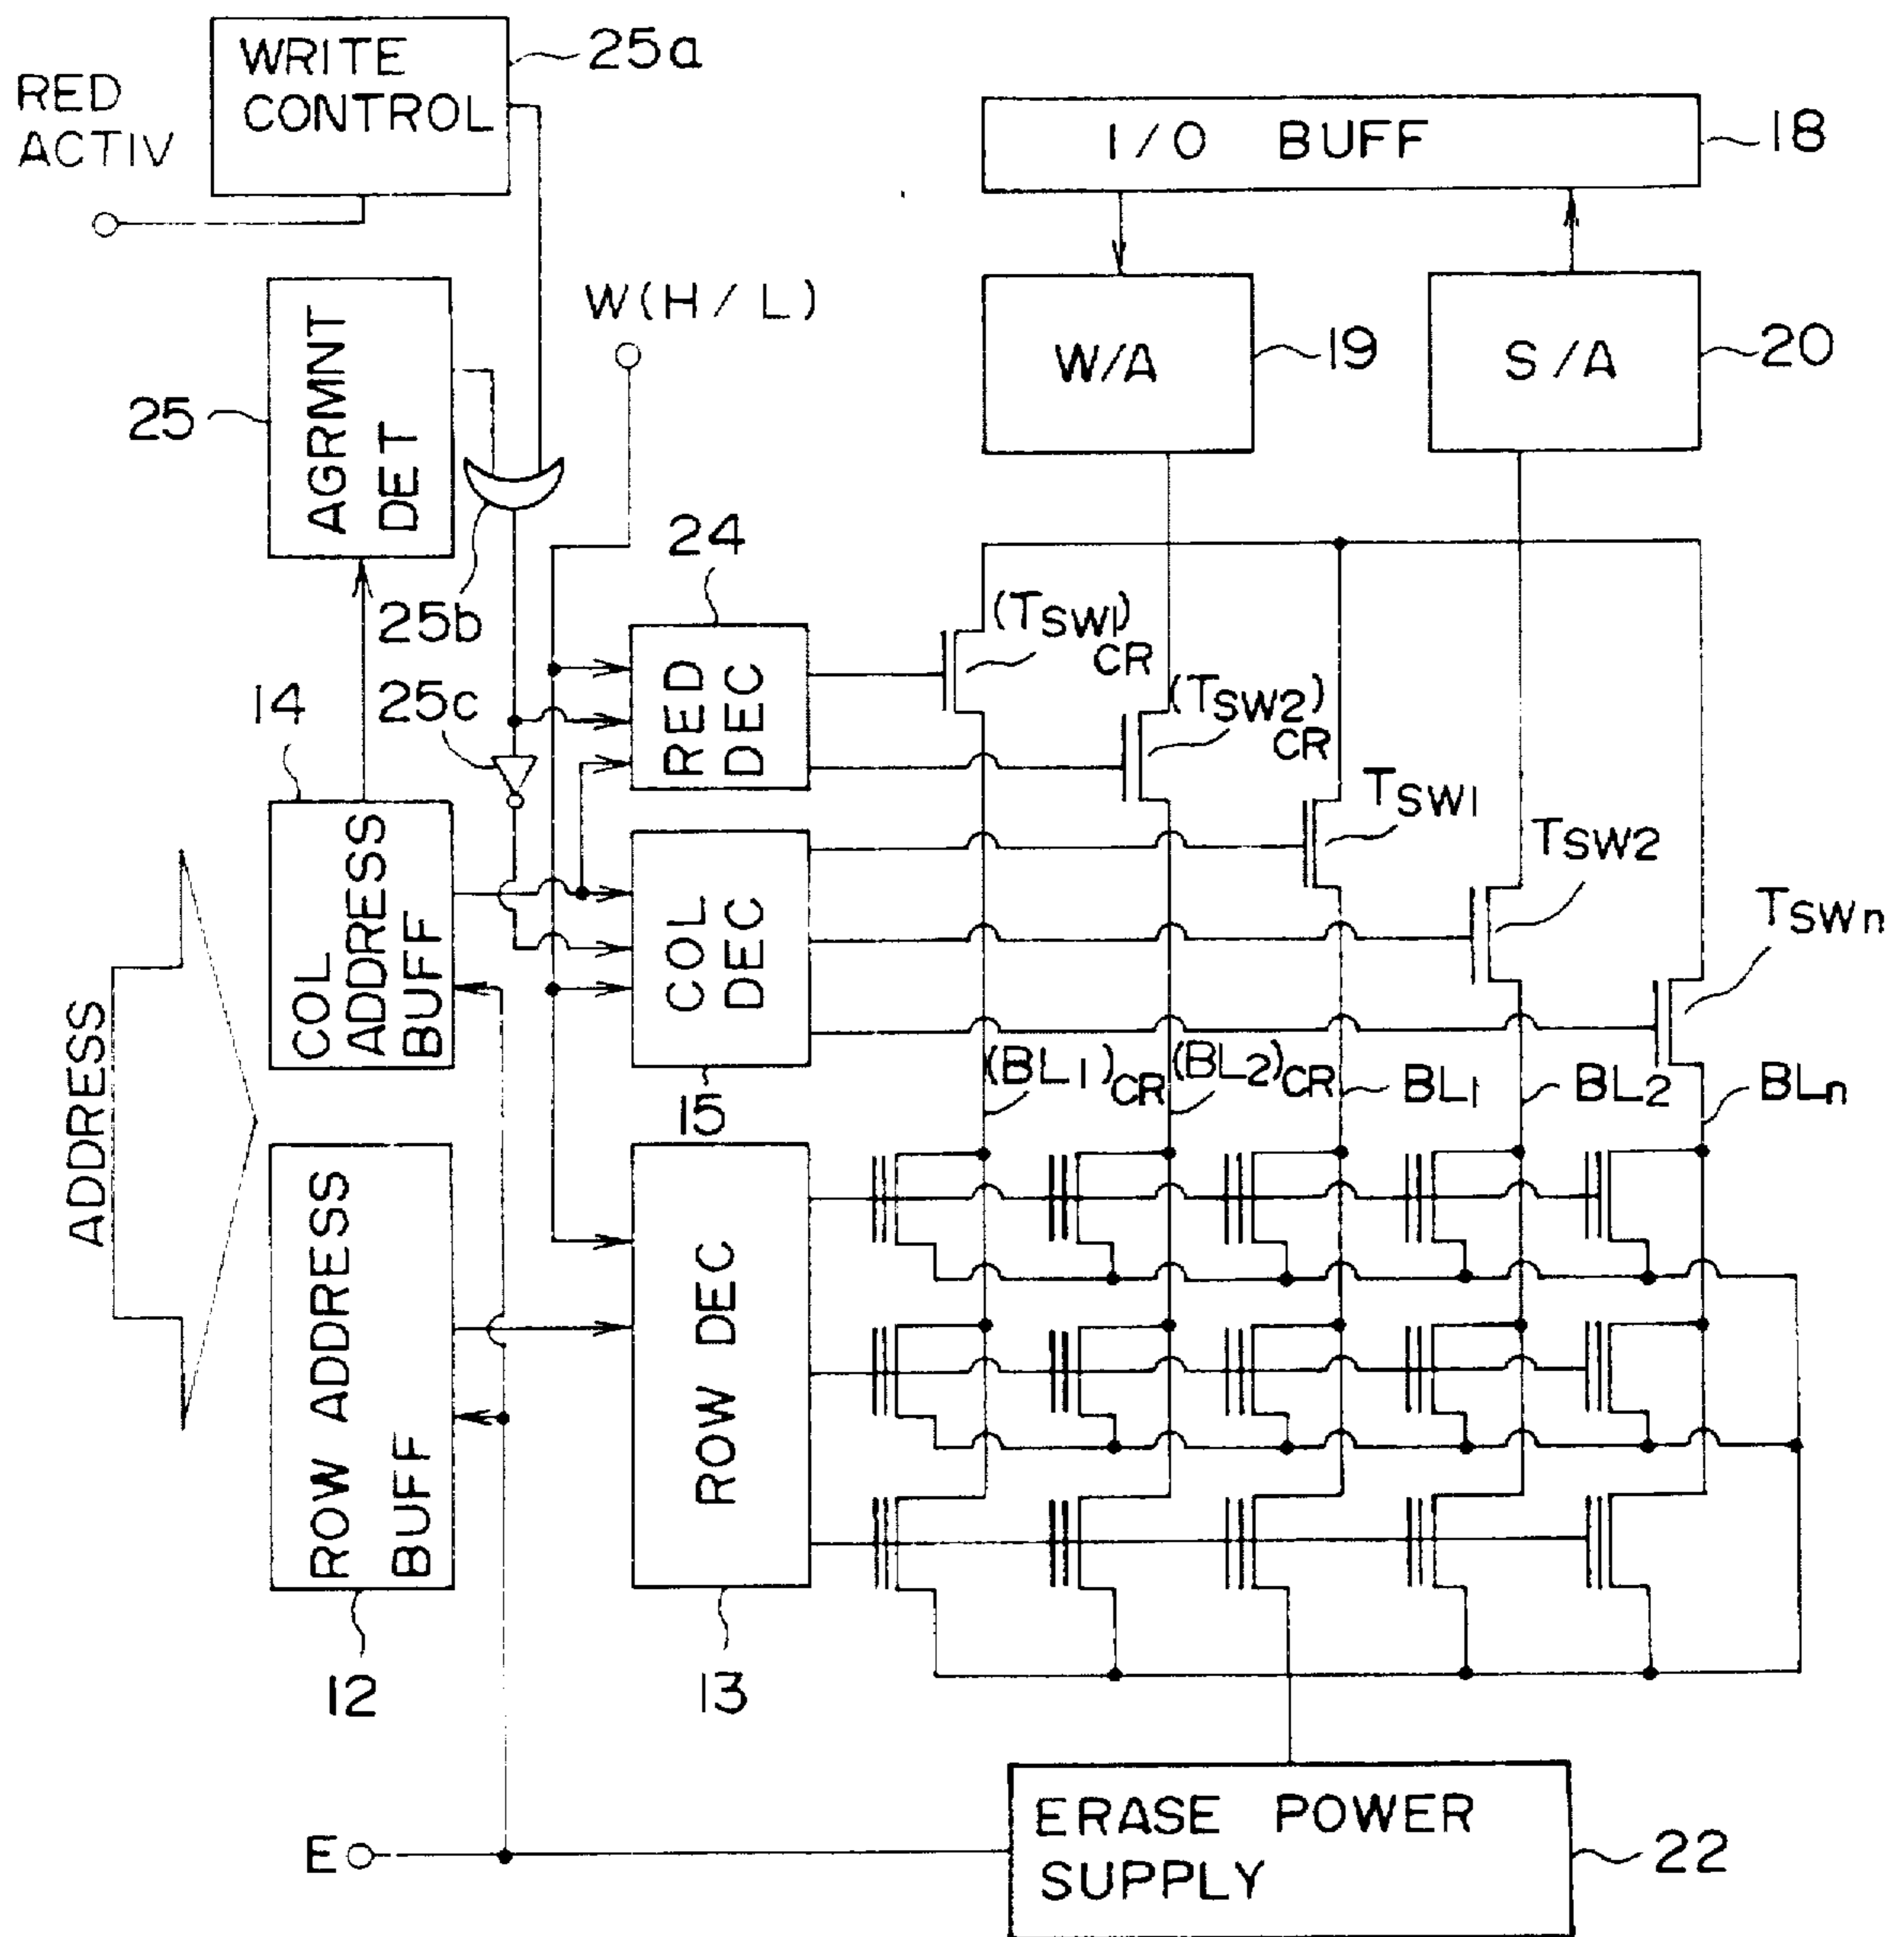 WRITE
CONTROL
25a
RED
ACTIV
I/O BUFF
18
W(H/L)
AGRMNT
DET
25
W/A
19
S/A
20
25b
24
(TSW1)CR
RED
DEC
(TSW2)CR
25c
14
TSW1
TSW2
TSWn
COL
ADDRESS
BUFF
COL
DEC
15
ADDRESS
(BL1)CR
(BL2)CR
BL1
BL2
BLn
ROW ADDRESS
BUFF
12
ROW DEC
13
E
ERASE POWER
SUPPLY
22